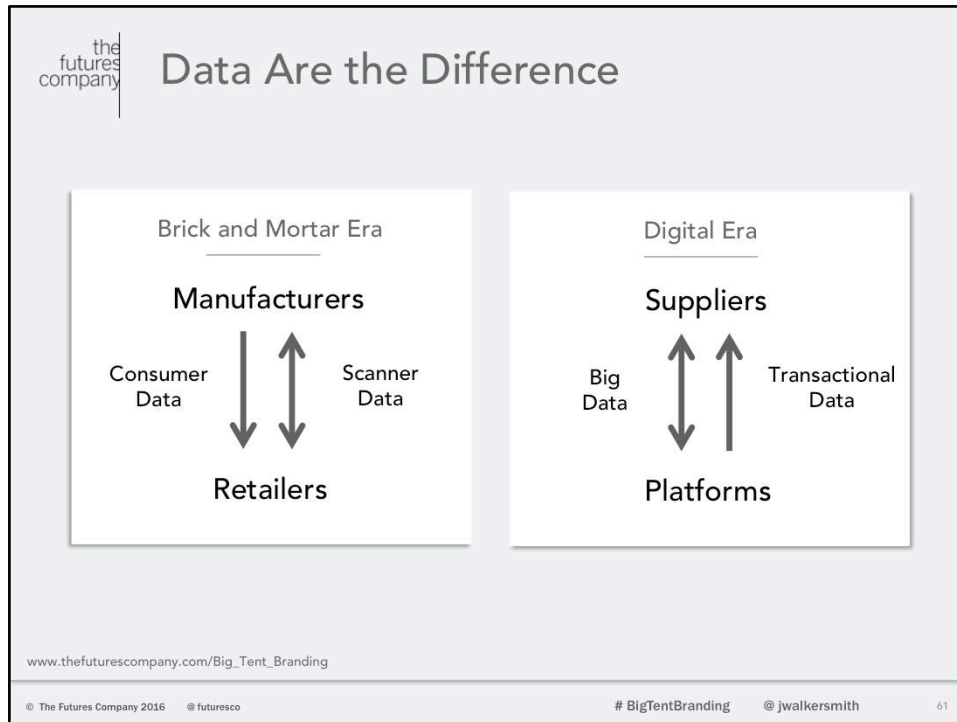 the
futures
company
Data Are the Difference
Brick and Mortar Era
Manufacturers
Consumer
Data
Scanner
Data
Retailers
Digital Era
Suppliers
Big
Data
Transactional
Data
Platforms
www.thefuturescompany.com/Big_Tent_Branding
© The Futures Company 2016 @ futuresco # BigTentBranding @ jwalkersmith 61